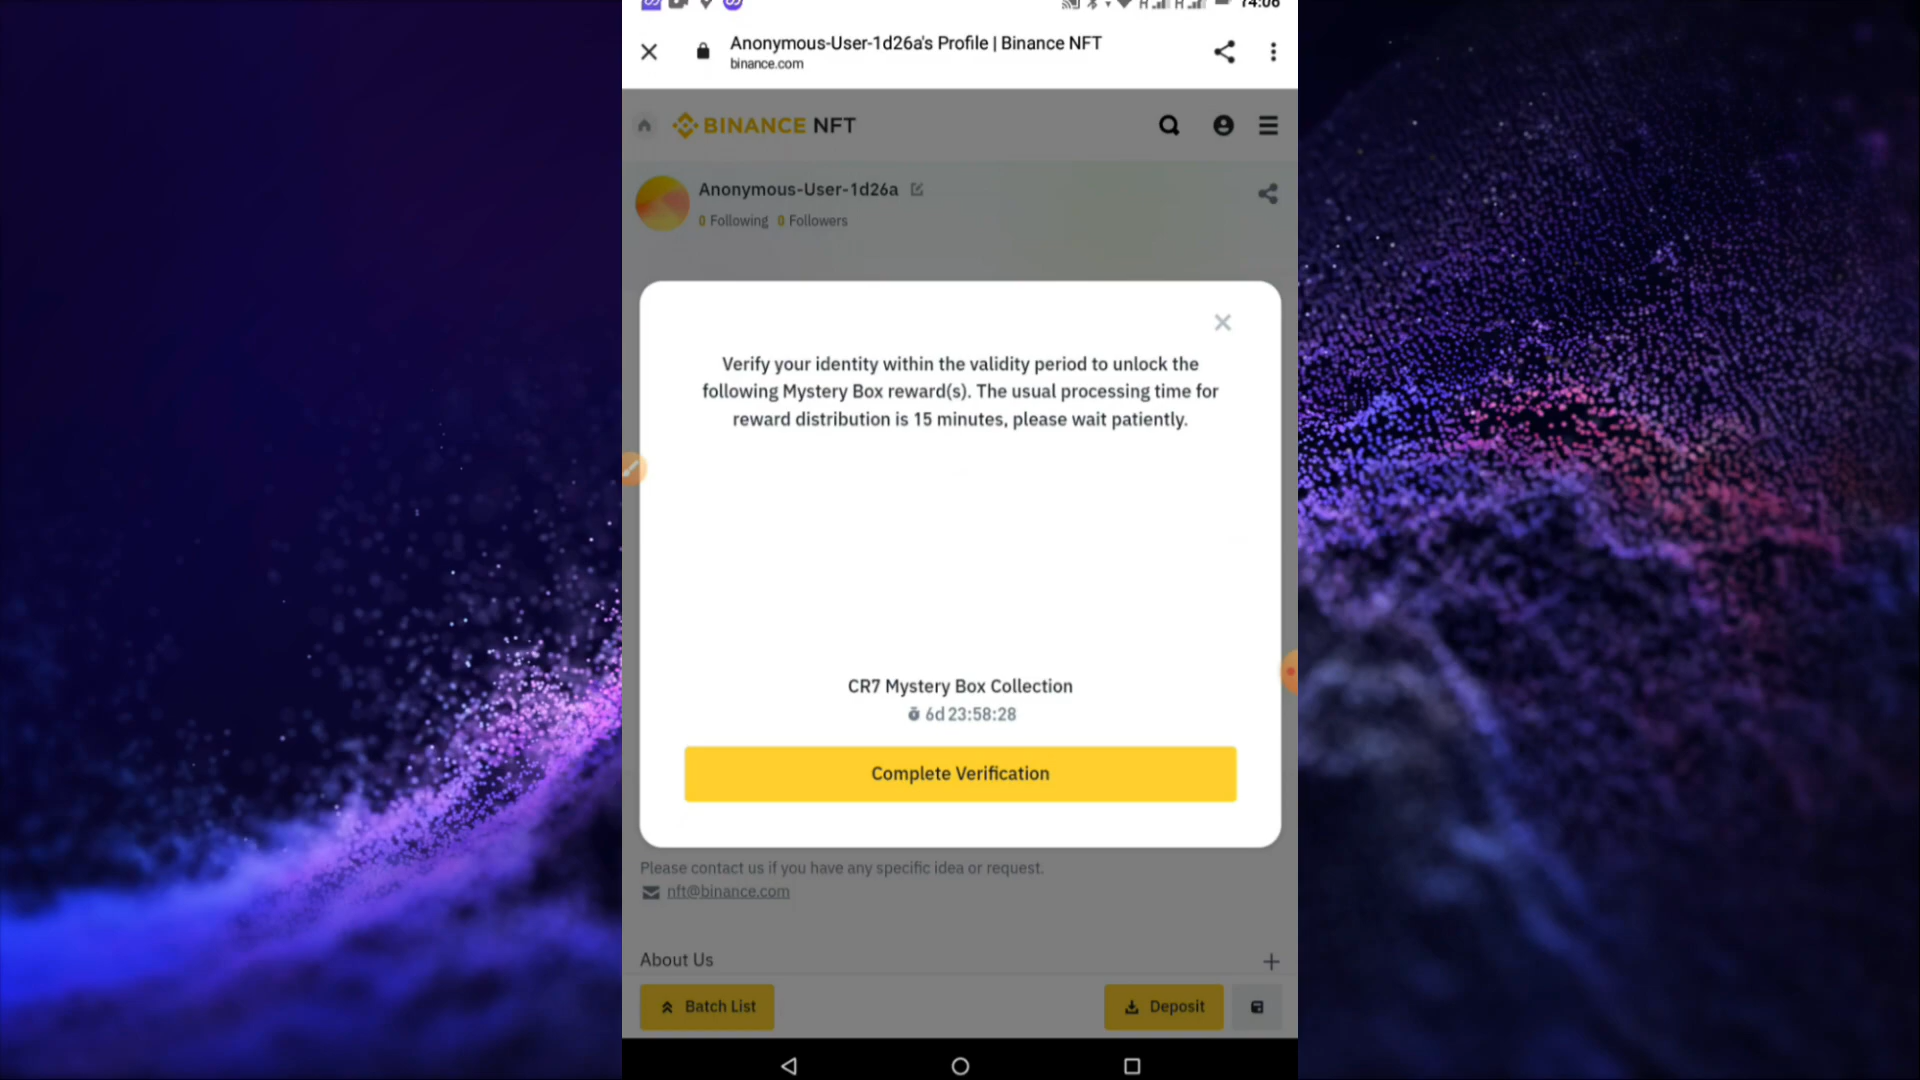 14:06
Anonymous-User-1d26a's Profile | Binance NFT
binance.com
BINANCE NFT
Anonymous-User-1d26a
0 Following 0 Followers
Verify your identity within the validity period to unlock the
following Mystery Box reward(s). The usual processing time for
reward distribution is 15 minutes, please wait patiently.
CR7 Mystery Box Collection
6d 23:58:28
Complete Verification
Please contact us if you have any specific idea or request.
nft@binance.com
About Us
Batch List
Deposit